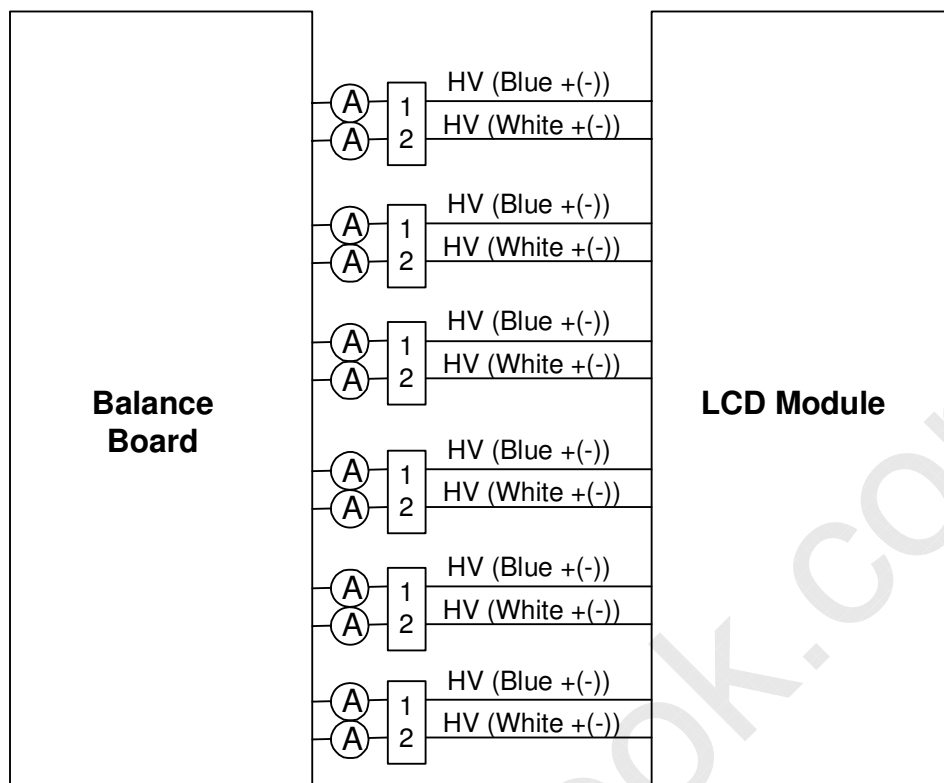 HV (Blue +(-))
A 1
HV (White +(-))
A 2
HV (Blue +(-))
A 1
HV (White +(-))
A 2
HV (Blue +(-))
A 1
HV (White +(-))
A 2
Balance
Board
LCD Module
HV (Blue +(-))
A 1
HV (White +(-))
A 2
HV (Blue +(-))
A 1
HV (White +(-))
A 2
HV (Blue +(-))
A 1
HV (White +(-))
A 2
ook.co